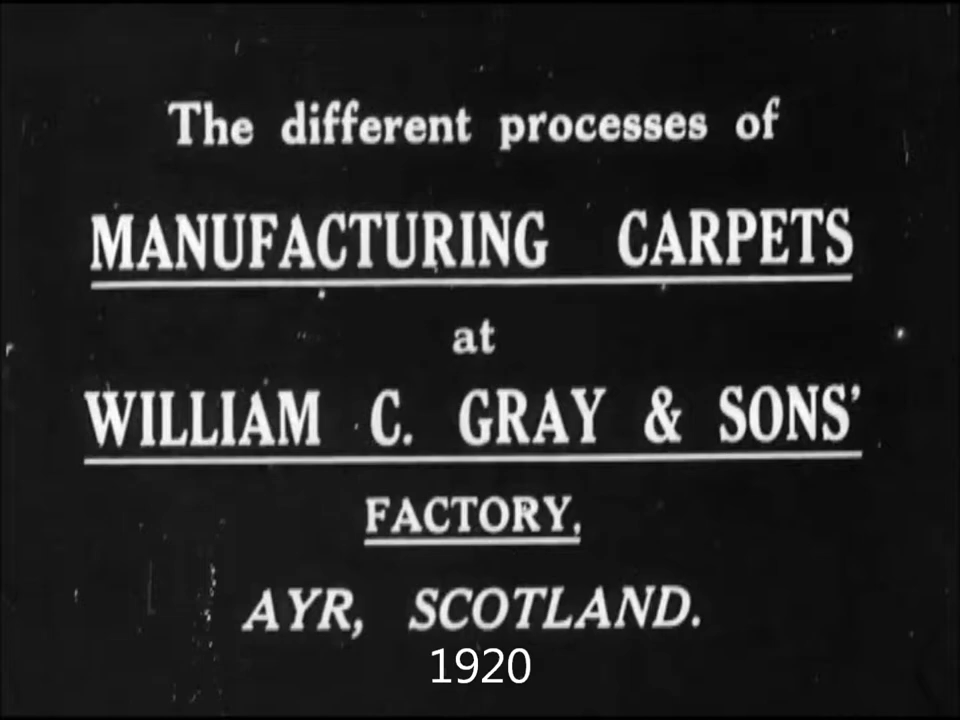 The different processes of
MANUFACTURING CARPETS
at
WILLIAM C. GRAY & SONS'
FACTORY,
AYR, SCOTLAND.
1920